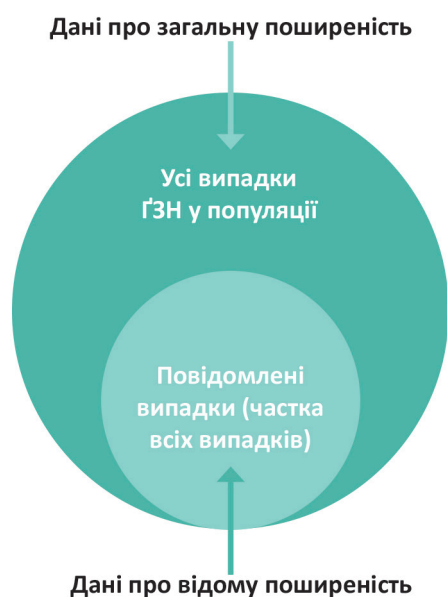 Дані про загальну поширеність
Усі випадки
ҐЗН у популяції
Повідомлені
випадки (частка
всіх випадків)
Дані про відому поширеність